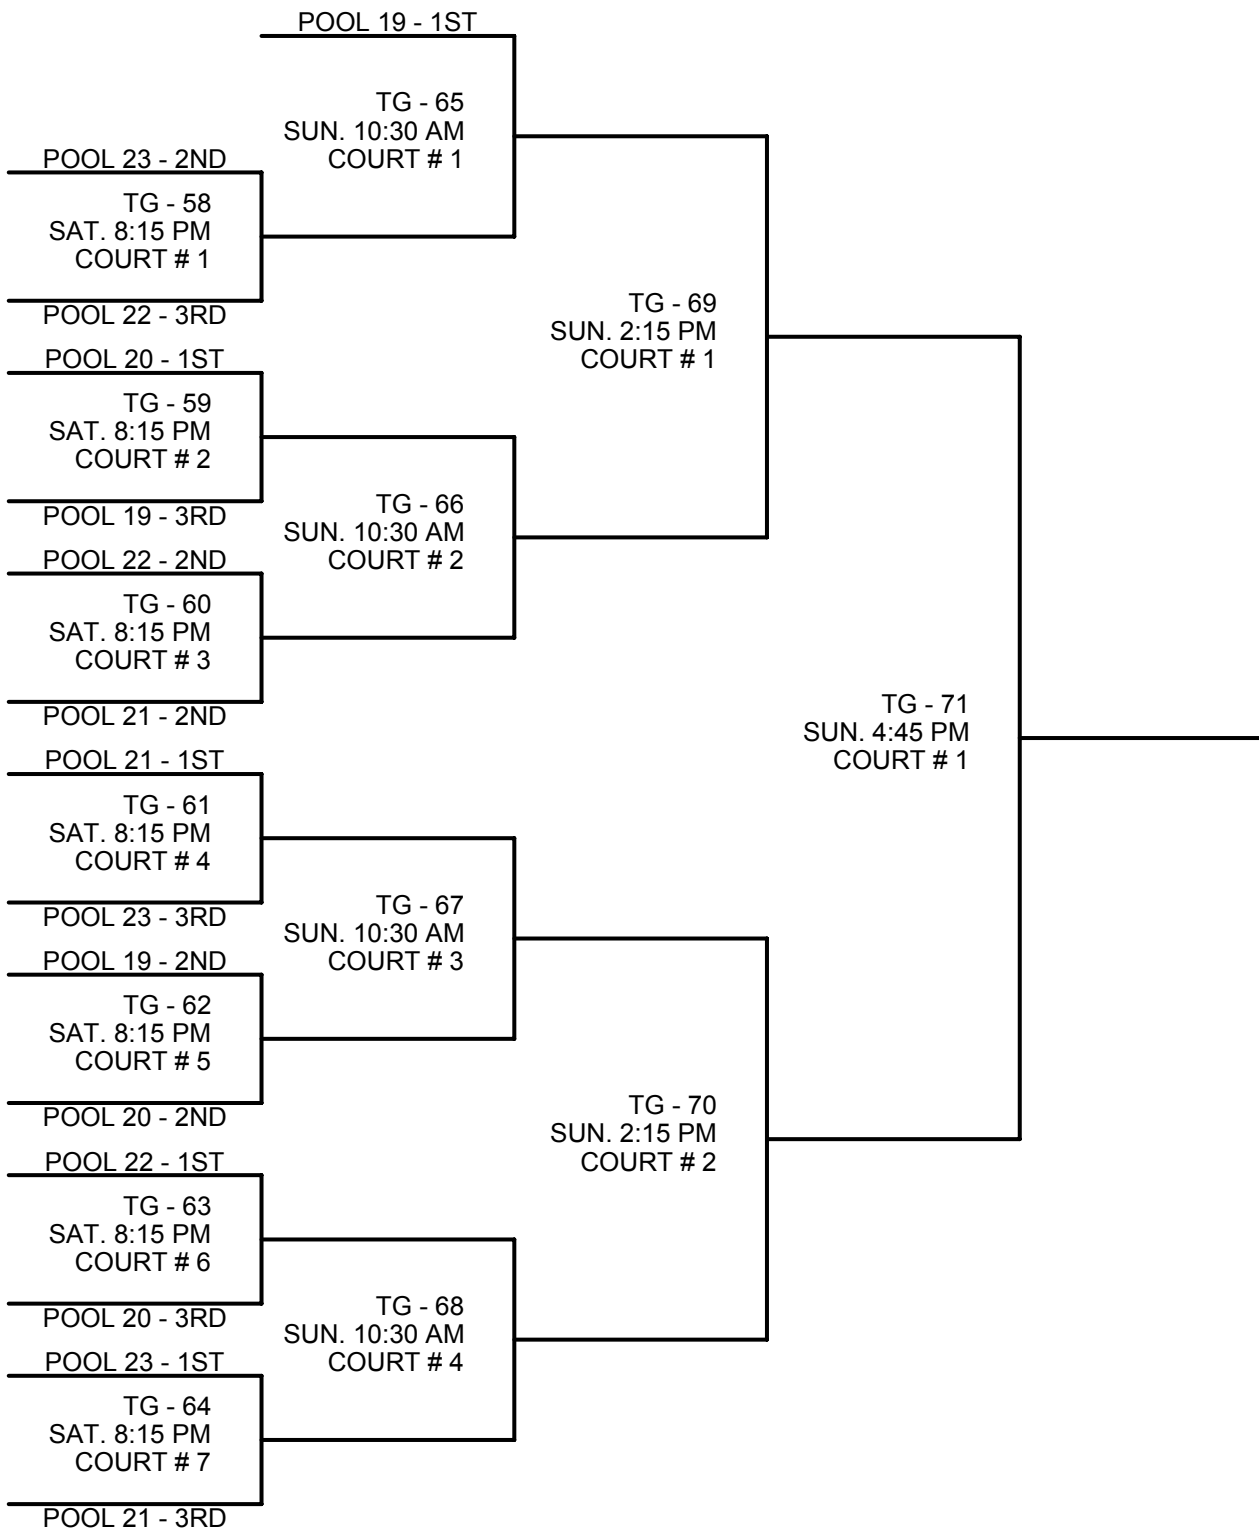 POOL 19 - 1ST
TG - 65
SUN. 10:30 AM
COURT # 1
POOL 23 - 2ND
TG - 58
SAT. 8:15 PM
COURT # 1
POOL 22 - 3RD
TG - 69
SUN. 2:15 PM
COURT # 1
POOL 20 - 1ST
TG - 59
SAT. 8:15 PM
COURT # 2
POOL 19 - 3RD
TG - 66
SUN. 10:30 AM
COURT # 2
POOL 22 - 2ND
TG - 60
SAT. 8:15 PM
COURT # 3
POOL 21 - 2ND
TG - 71
SUN. 4:45 PM
COURT # 1
POOL 21 - 1ST
TG - 61
SAT. 8:15 PM
COURT # 4
POOL 23 - 3RD
TG - 67
SUN. 10:30 AM
COURT # 3
POOL 19 - 2ND
TG - 62
SAT. 8:15 PM
COURT # 5
POOL 20 - 2ND
TG - 70
SUN. 2:15 PM
COURT # 2
POOL 22 - 1ST
TG - 63
SAT. 8:15 PM
COURT # 6
POOL 20 - 3RD
TG - 68
SUN. 10:30 AM
COURT # 4
POOL 23 - 1ST
TG - 64
SAT. 8:15 PM
COURT # 7
POOL 21 - 3RD